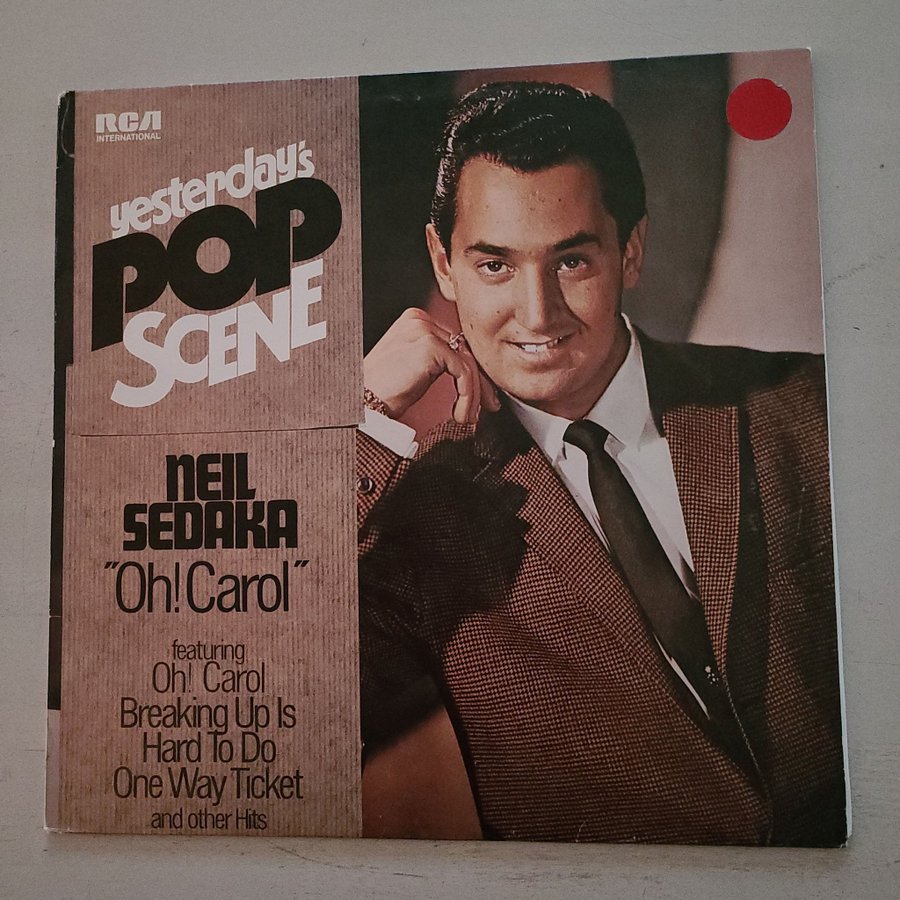 RCA
INTERNATIONAL
yesterday's
POP
SCENE
NEIL
SEDAKA
"Oh! Carol"
featuring
Oh! Carol
Breaking Up Is
Hard To Do
One Way Ticket
and other Hits